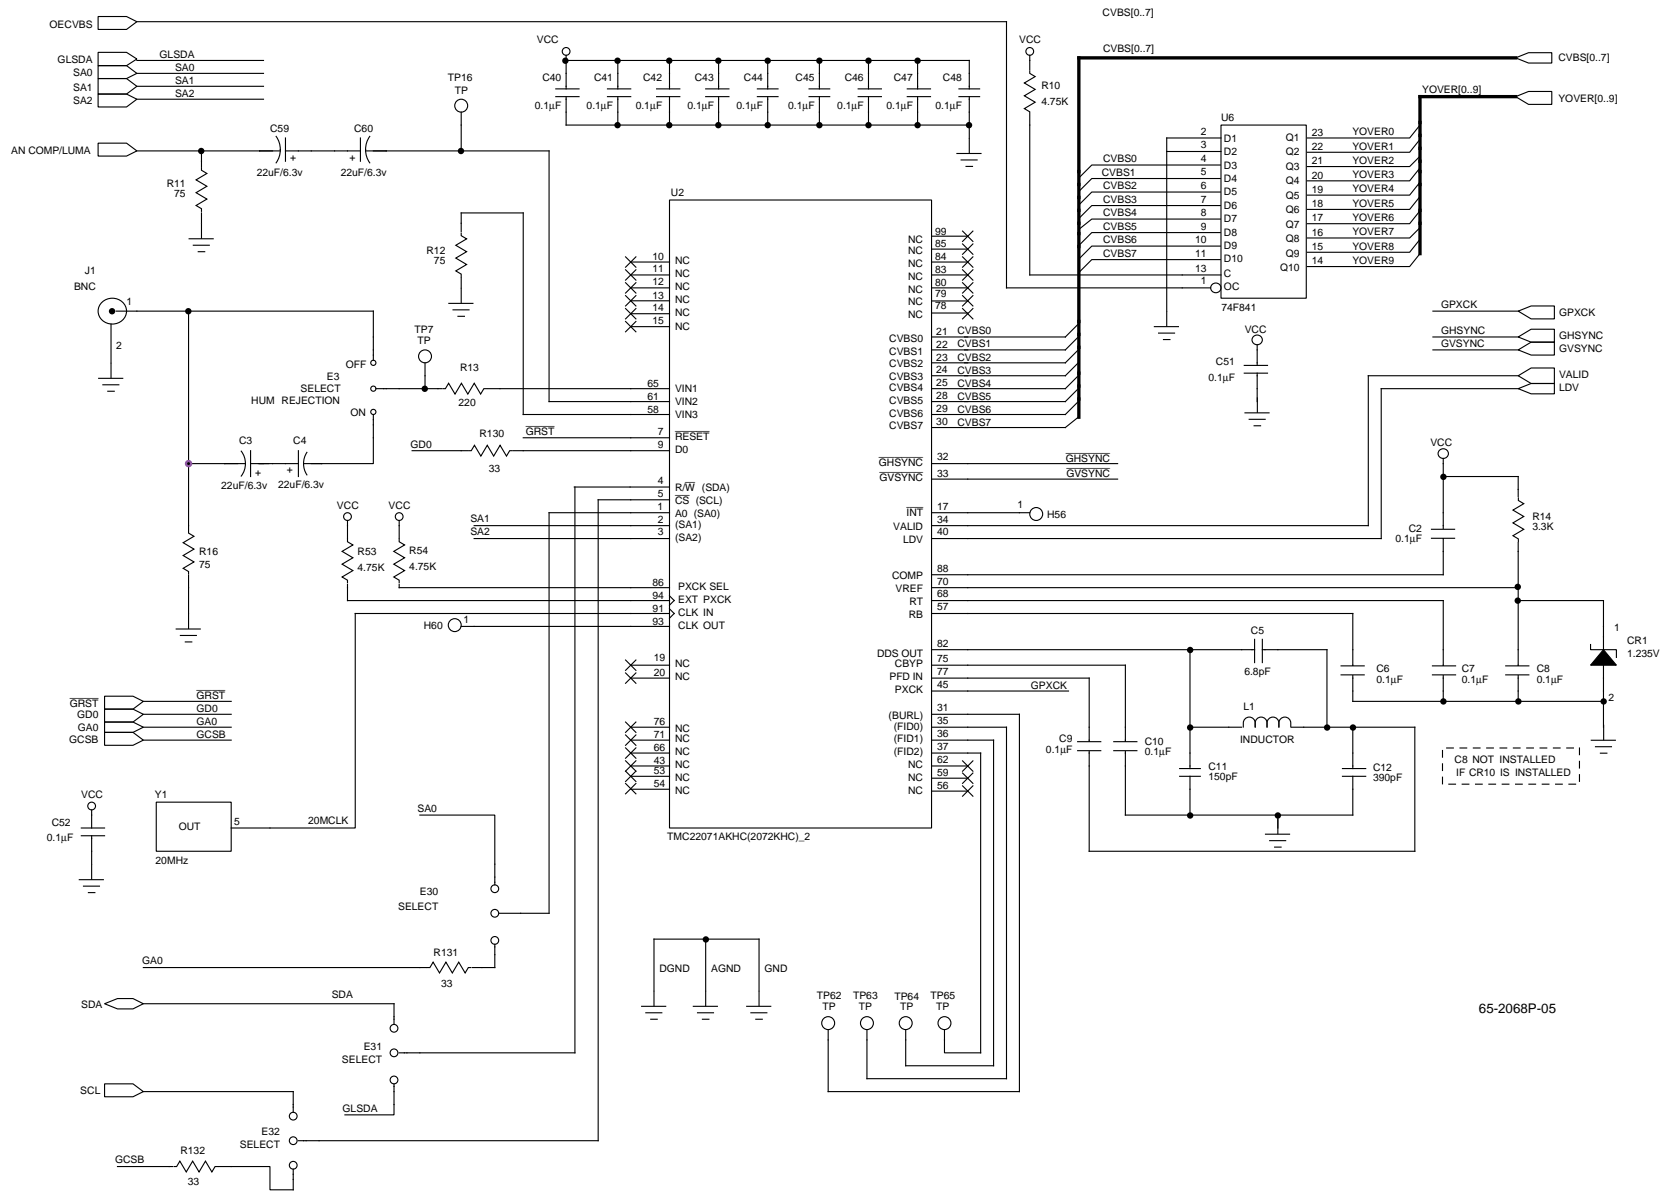 CVBS[0..7]
OECVBS
VCC
VCC
CVBS[0..7]
CVBS[0..7]
GLSDA
GLSDA
SA0
SA0
SA1
SA1
SA2
SA2
TP16
TP
C40
C41
C42
C43
C44
C45
C46
C47
C48
0.1µF
0.1µF
0.1µF
0.1µF
0.1µF
0.1µF
0.1µF
0.1µF
0.1µF
R10
4.75K
YOVER[0..9]
YOVER[0..9]
AN COMP/LUMA
C59
+
22uF/6.3v
C60
+
22uF/6.3v
R11
75
U6
2 D1
3 D2
CVBS0 4 D3
CVBS1 5 D4
CVBS2 6 D5
CVBS3 7 D6
CVBS4 8 D7
CVBS5 9 D8
CVBS6 10 D9
CVBS7 11 D10
13 C
1 OC
Q1 23 YOVER0
Q2 22 YOVER1
Q3 21 YOVER2
Q4 20 YOVER3
Q5 19 YOVER4
Q6 18 YOVER5
Q7 17 YOVER6
Q8 16 YOVER7
Q9 15 YOVER8
Q10 14 YOVER9
74F841
R12
75
J1
BNC
1
2
OFF
E3
SELECT
HUM REJECTION
ON
TP7
TP
R13
220
C3
+
22uF/6.3v
C4
+
22uF/6.3v
R16
75
GD0
R130
33
GRST
VCC
R53
4.75K
VCC
R54
4.75K
SA1
SA2
H60
1
U2
10 NC
11 NC
12 NC
13 NC
14 NC
15 NC
65 VIN1
61 VIN2
58 VIN3
7 RESET
9 D0
4 R/W (SDA)
5 CS (SCL)
1 A0 (SA0)
2 (SA1)
3 (SA2)
86 PXCK SEL
94 EXT PXCK
91 CLK IN
93 CLK OUT
19 NC
20 NC
76 NC
71 NC
66 NC
43 NC
53 NC
54 NC
NC 99
NC 85
NC 84
NC 83
NC 80
NC 79
NC 78
CVBS0 21 CVBS0
CVBS1 22 CVBS1
CVBS2 23 CVBS2
CVBS3 24 CVBS3
CVBS4 25 CVBS4
CVBS5 28 CVBS5
CVBS6 29 CVBS6
CVBS7 30 CVBS7
GHSYNC 32 GHSYNC
GVSYNC 33 GVSYNC
INT 17
1 H56
VALID 34
LDV 40
COMP 88
VREF 70
RT 68
RB 57
DDS OUT 82
CBYP 75
PFD IN 77
PXCK 45 GPXCK
(BURL) 31
(FID0) 35
(FID1) 36
(FID2) 37
NC 62
NC 59
NC 56
TMC22071AKHC(2072KHC)_2
VCC
C51
0.1µF
GPXCK
GPXCK
GHSYNC
GHSYNC
GVSYNC
GVSYNC
VALID
LDV
VCC
C2
0.1µF
R14
3.3K
C5
6.8pF
L1
INDUCTOR
C6
0.1µF
C7
0.1µF
C8
0.1µF
1
CR1
1.235V
2
C9
0.1µF
C10
0.1µF
C11
150pF
C12
390pF
C8 NOT INSTALLED
IF CR10 IS INSTALLED
GRST
GRST
GD0
GD0
GA0
GA0
GCSB
GCSB
VCC
C52
0.1µF
Y1
OUT
5
20MCLK
20MHz
SA0
E30
SELECT
GA0
R131
33
SDA
SDA
E31
SELECT
GLSDA
SCL
E32
SELECT
GCSB
R132
33
DGND
AGND
GND
TP62
TP
TP63
TP
TP64
TP
TP65
TP
65-2068P-05